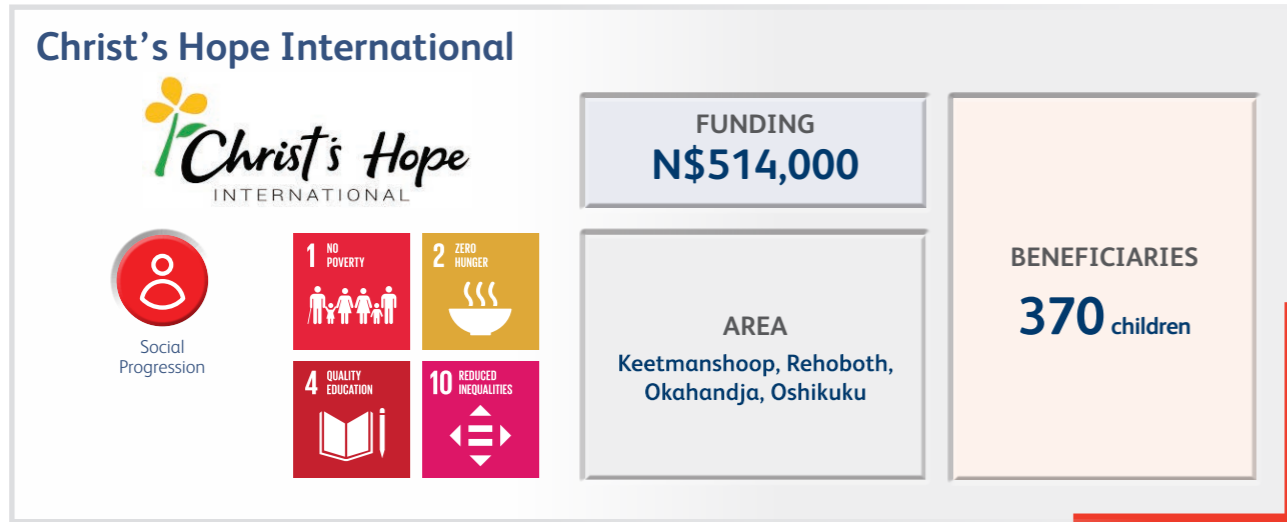 Christ's Hope International
Christ's Hope
INTERNATIONAL
Social
Progression
1 NO
POVERTY
2 ZERO
HUNGER
4 QUALITY
EDUCATION
10 REDUCED
INEQUALITIES
FUNDING
N$514,000
AREA
Keetmanshoop, Rehoboth,
Okahandja, Oshikuku
BENEFICIARIES
370 children